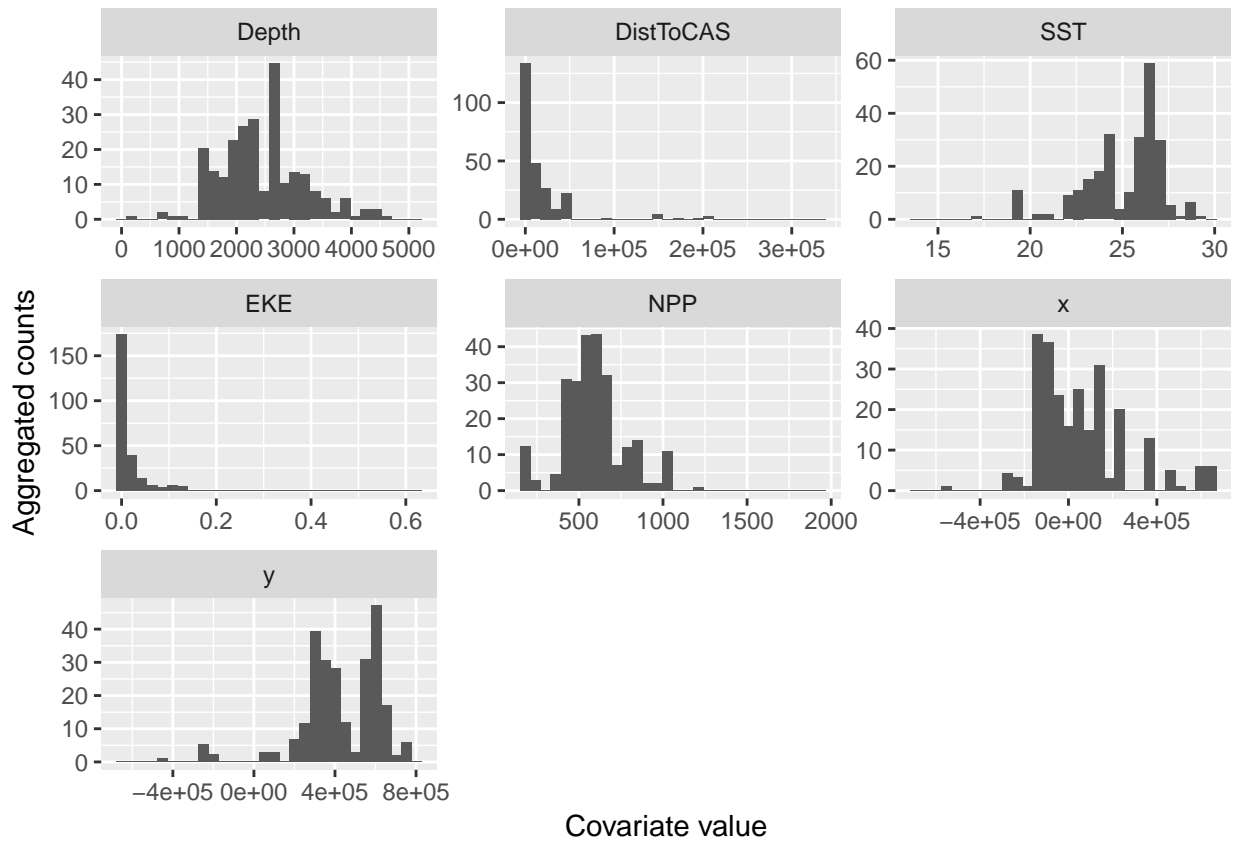 Depth
DistToCAS
SST
40
30
20
10
0
100
50
0
60
40
20
0
0 1000 2000 3000 4000 5000
0e+00 1e+05 2e+05 3e+05
15 20 25 30
EKE
NPP
x
150
100
50
0
40
30
20
10
0
40
30
20
10
0
0.0 0.2 0.4 0.6
500 1000 1500 2000
−4e+05 0e+00 4e+05
y
40
30
20
10
0
−4e+05 0e+00 4e+05 8e+05
Aggregated counts
Covariate value